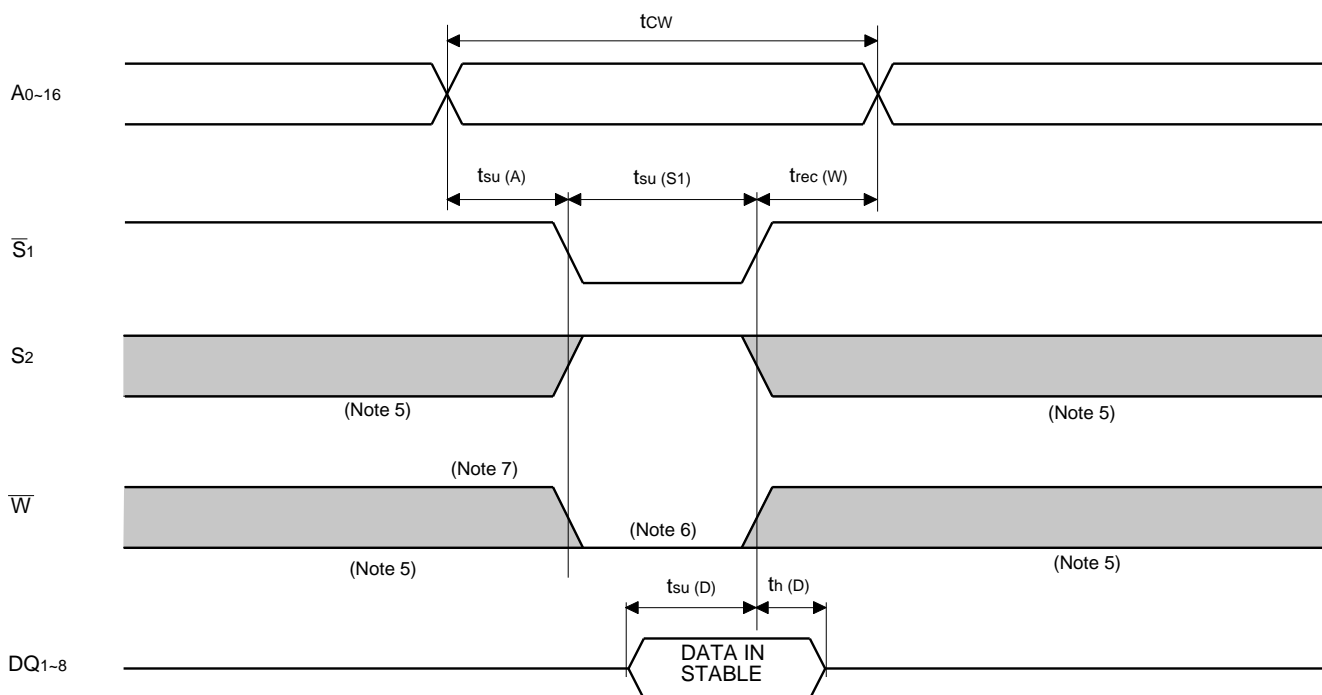 tCW
A0~16
tsu (A)
tsu (S1)
trec (W)
S̅1
S2
(Note 5)
(Note 5)
(Note 7)
W̅
(Note 6)
(Note 5)
(Note 5)
tsu (D)
th (D)
DQ1~8
DATA IN
STABLE